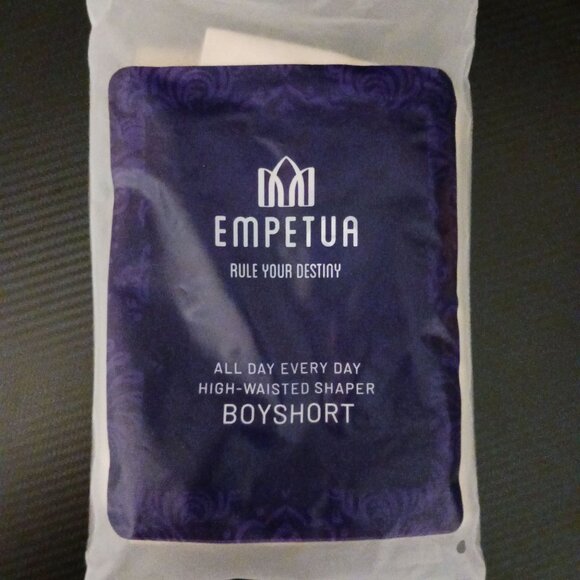 EMPETUA
RULE YOUR DESTINY
ALL DAY EVERY DAY
HIGH-WAISTED SHAPER
BOYSHORT